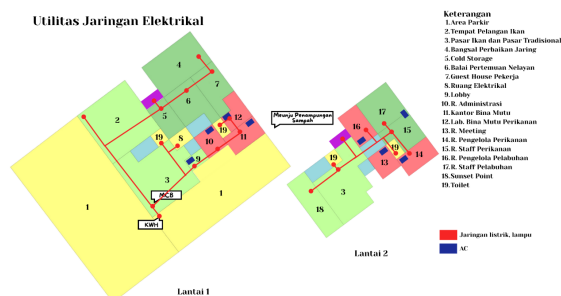 Utilitas Jaringan Elektrikal
Keterangan
1. Area Parkir
2. Tempat Pelangan Ikan
3. Pasar Ikan dan Pasar Tradisional
4. Bangsal Perbaikan Jaring
5. Cold Storage
6. Balai Pertemuan Nelayan
7. Guest House Pekerja
8. Ruang Elektrikal
9. Lobby
10. R. Administrasi
11. Kantor Bina Mutu
12. Lab. Bina Mutu Perikanan
13. R. Meeting
14. R. Pengelola Perikanan
15. R. Staff Perikanan
16. R. Pengelola Pelabuhan
17. R. Staff Pelabuhan
18. Sunset Point
19. Toilet
4
7
6
5
2
19
8
10
12
19
11
9
3
1
1
MCB
KWH
Menuju Penampungan
Sampah
17
16
15
19
14
13
19
3
18
Lantai 1
Lantai 2
Jaringan listrik, lampu
AC